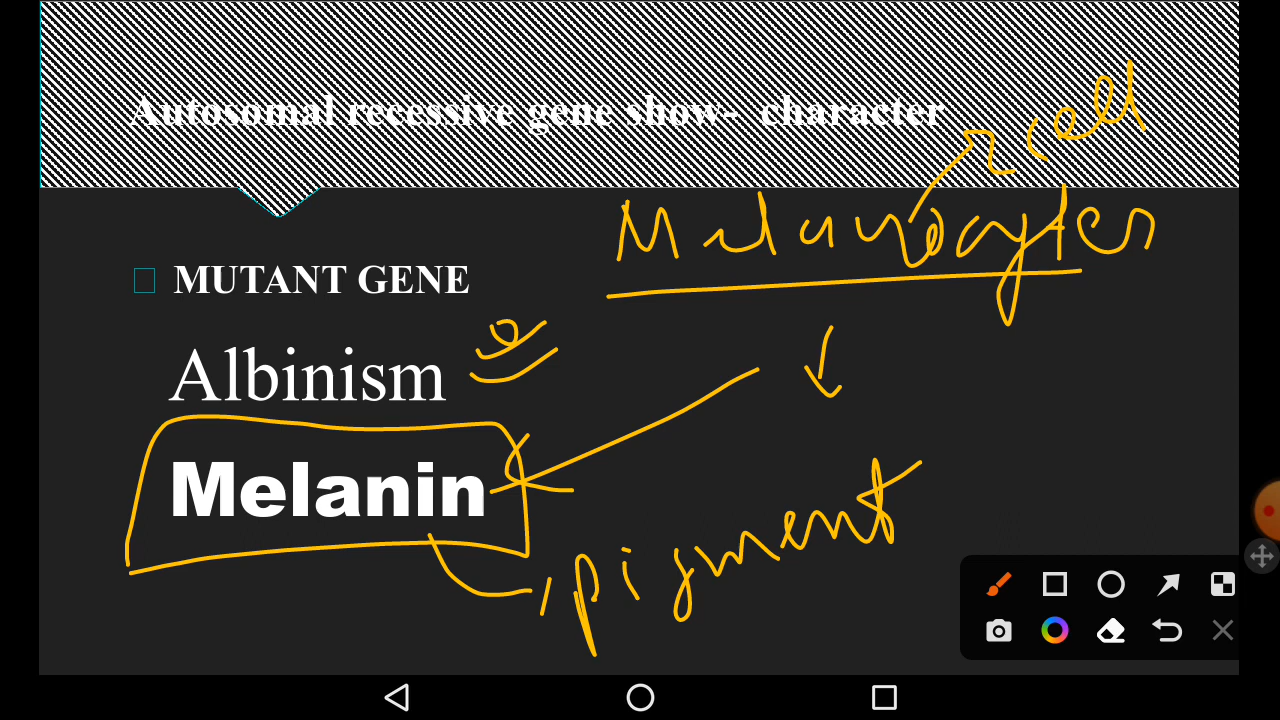 Autosomal recessive gene show- character
cell
Melanocytes
MUTANT GENE
Albinism
Melanin
pigment